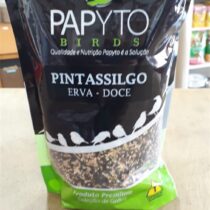 PAPYTO
BIRDS
Qualidade e Nutrição Papyto é a Solução
PINTASSILGO
ERVA - DOCE
Produto Premium